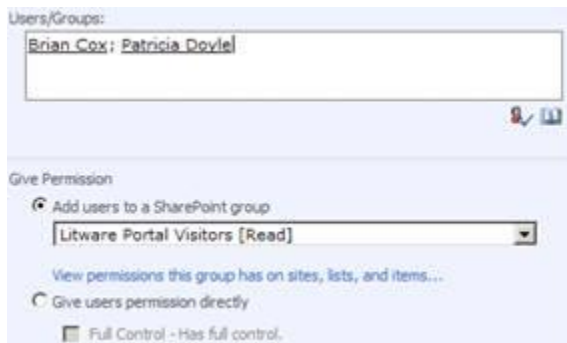 Users/Groups:
Brian Cox; Patricia Doyle
Give Permission
Add users to a SharePoint group
Litware Portal Visitors [Read]
View permissions this group has on sites, lists, and items...
Give users permission directly
Full Control - Has full control.